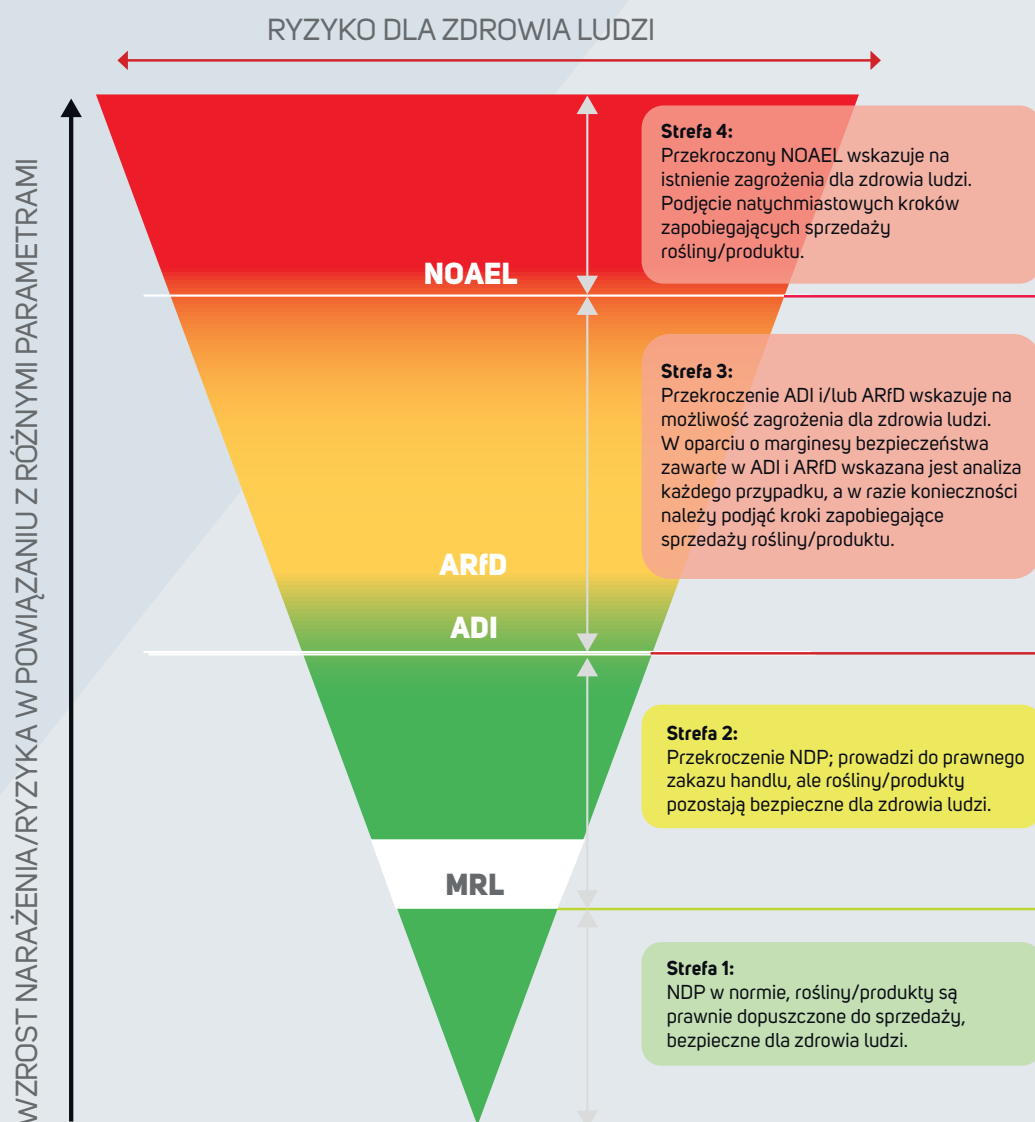 RYZYKO DLA ZDROWIA LUDZI
WZROST NARAŻENIA/RYZYKA W POWIĄZANIU Z RÓŻNYMI PARAMETRAMI
Strefa 4:
Przekroczony NOAEL wskazuje na
istnienie zagrożenia dla zdrowia ludzi.
Podjęcie natychmiastowych kroków
zapobiegających sprzedaży
rośliny/produktu.
NOAEL
Strefa 3:
Przekroczenie ADI i/lub ARfD wskazuje na
możliwość zagrożenia dla zdrowia ludzi.
W oparciu o marginesy bezpieczeństwa
zawarte w ADI i ARfD wskazana jest analiza
każdego przypadku, a w razie konieczności
należy podjąć kroki zapobiegające
sprzedaży rośliny/produktu.
ARfD
ADI
Strefa 2:
Przekroczenie NDP; prowadzi do prawnego
zakazu handlu, ale rośliny/produkty
pozostają bezpieczne dla zdrowia ludzi.
MRL
Strefa 1:
NDP w normie, rośliny/produkty są
prawnie dopuszczone do sprzedaży,
bezpieczne dla zdrowia ludzi.